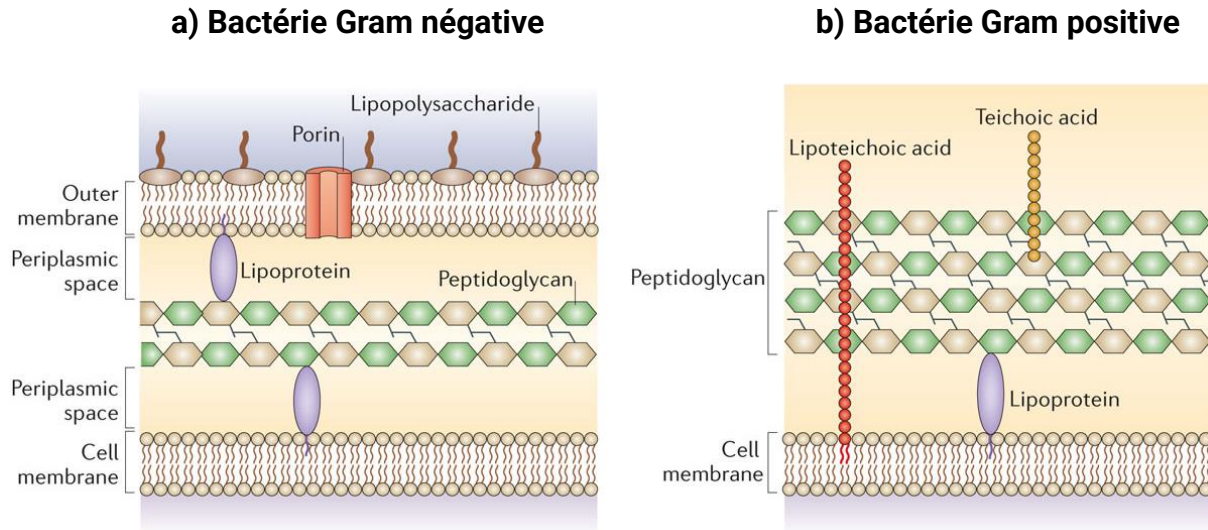 a) Bactérie Gram négative
Lipopolysaccharide
Porin
Outer
membrane
Periplasmic
space
Lipoprotein
Peptidoglycan
Periplasmic
space
Cell
membrane
b) Bactérie Gram positive
Teichoic acid
Lipoteichoic acid
Peptidoglycan
Lipoprotein
Cell
membrane